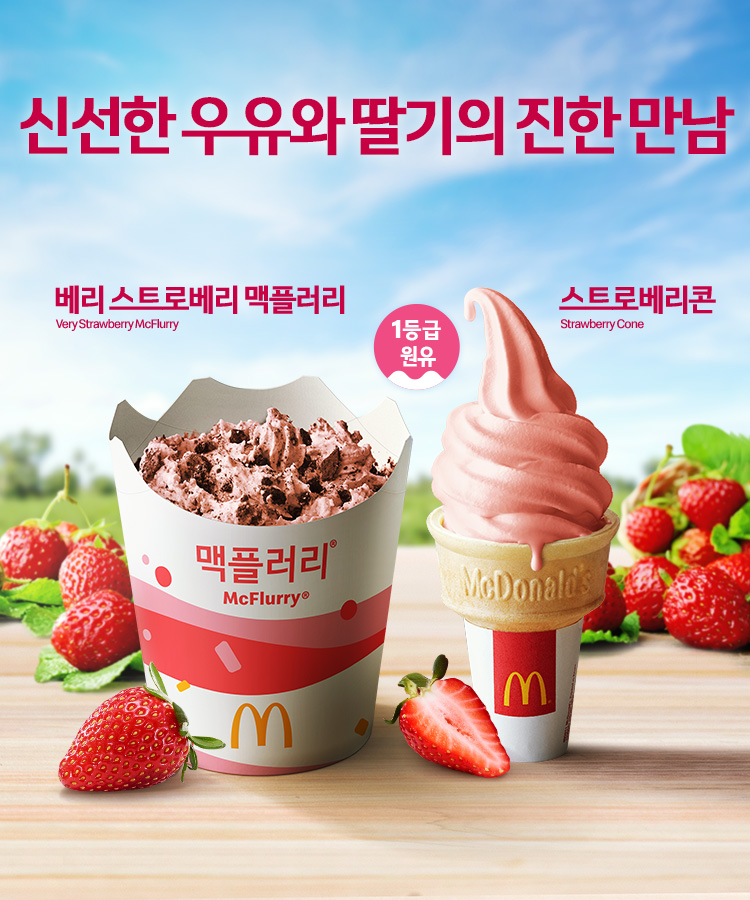 신선한 우유와 딸기의 진한 만남
베리 스트로베리 맥플러리
Very Strawberry McFlurry
스트로베리콘
Strawberry Cone
1등급
원유
맥플러리®
McFlurry®
McDonald's